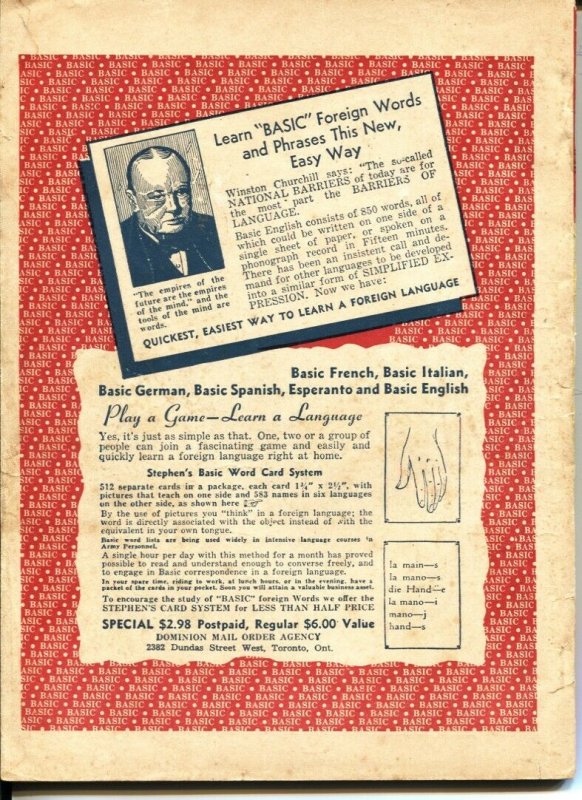 Learn "BASIC" Foreign Words
and Phrases This New,
Easy Way
Winston Churchill says: "The so-called
NATIONAL BARRIERS of today are for
the most part the BARRIERS OF
LANGUAGE.
Basic English consists of 850 words, all of
which could be written on one side of a
single sheet of paper, or spoken on a
phonograph record in Fifteen minutes.
There has been an insistent call and de-
mand for other languages to be developed
into a similar form of SIMPLIFIED EX-
PRESSION. Now we have:
"The empires of the
future are the empires
of the mind," and the
tools of the mind are
words.
QUICKEST, EASIEST WAY TO LEARN A FOREIGN LANGUAGE
Basic French, Basic Italian,
Basic German, Basic Spanish, Esperanto and Basic English
Play a Game—Learn a Language
Yes, it's just as simple as that. One, two or a group of
people can join a fascinating game and easily and
quickly learn a foreign language right at home.
Stephen's Basic Word Card System
512 separate cards in a package, each card 1¾" x 2½", with
pictures that teach on one side and 583 names in six languages
on the other side, as shown here ☞
By the use of pictures you "think" in a foreign language; the
word is directly associated with the object instead of with the
equivalent in your own tongue.
Basic word lists are being used widely in intensive language courses in
Army Personnel.
A single hour per day with this method for a month has proved
possible to read and understand enough to converse freely, and
to engage in Basic correspondence in a foreign language.
In your spare time, riding to work, at lunch hours, or in the evening, have a
packet of the cards in your pocket. Soon you will attain a valuable business asset.
To encourage the study of "BASIC" foreign Words we offer the
STEPHEN'S CARD SYSTEM for LESS THAN HALF PRICE
SPECIAL $2.98 Postpaid, Regular $6.00 Value
DOMINION MAIL ORDER AGENCY
2382 Dundas Street West, Toronto, Ont.
la main—s
la mano—s
die Hand—e
la mano—i
mano—j
hand—s